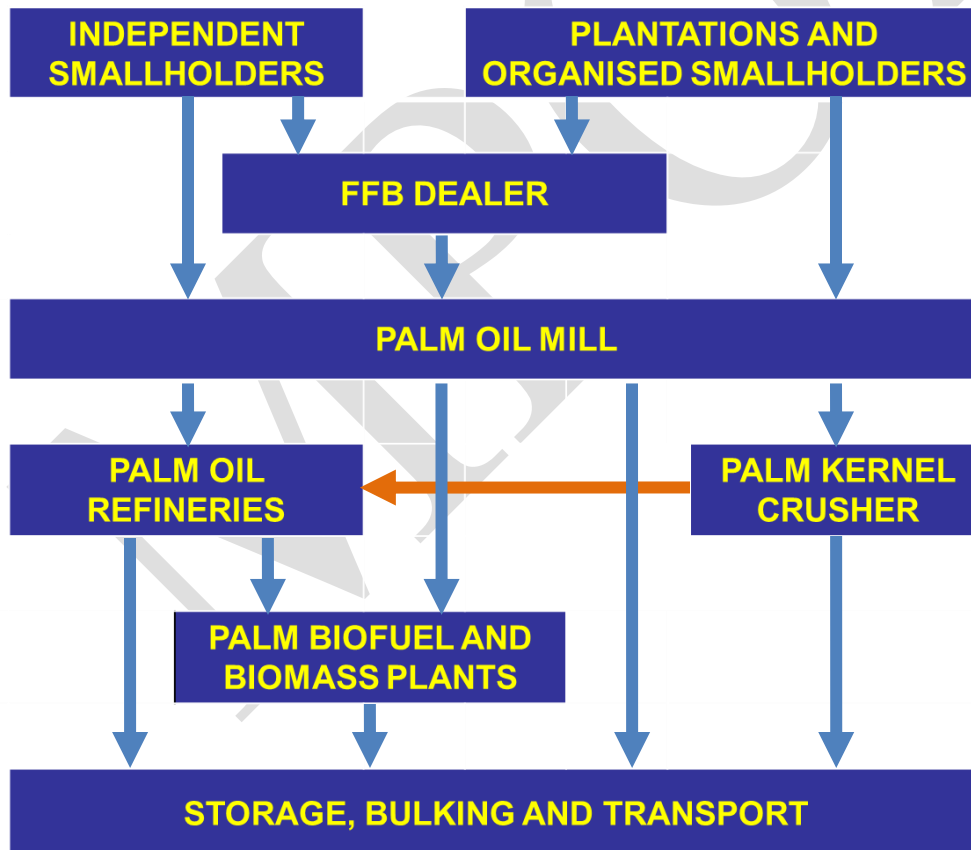 INDEPENDENT
SMALLHOLDERS
PLANTATIONS AND
ORGANISED SMALLHOLDERS
FFB DEALER
PALM OIL MILL
PALM OIL
REFINERIES
PALM KERNEL
CRUSHER
PALM BIOFUEL AND
BIOMASS PLANTS
STORAGE, BULKING AND TRANSPORT